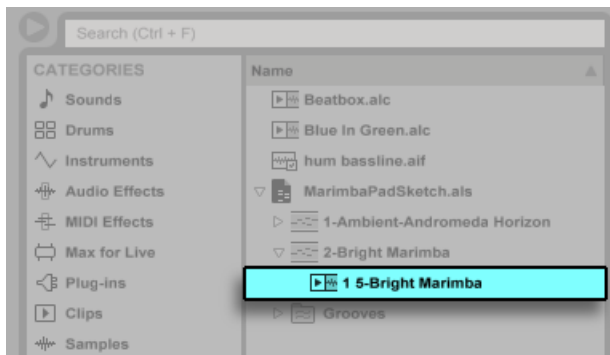 Search (Ctrl + F)
CATEGORIES
Sounds
Drums
Instruments
Audio Effects
MIDI Effects
Max for Live
Plug-ins
Clips
Samples
Name
Beatbox.alc
Blue In Green.alc
hum bassline.aif
MarimbaPadSketch.als
1-Ambient-Andromeda Horizon
2-Bright Marimba
1 5-Bright Marimba
Grooves